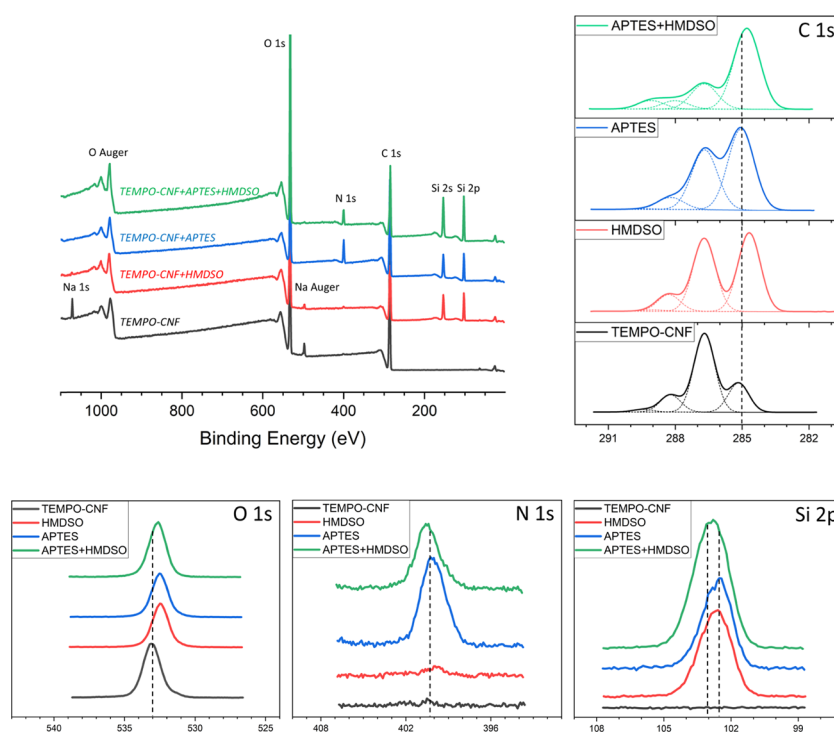 O 1s
O Auger
C 1s
N 1s
Si 2s Si 2p
TEMPO-CNF+APTES+HMDSO
TEMPO-CNF+APTES
TEMPO-CNF+HMDSO
Na 1s
Na Auger
TEMPO-CNF
1000 800 600 400 200
Binding Energy (eV)
APTES+HMDSO
C 1s
APTES
HMDSO
TEMPO-CNF
291 288 285 282
TEMPO-CNF
HMDSO
APTES
APTES+HMDSO
O 1s
540 535 530 525
TEMPO-CNF
HMDSO
APTES
APTES+HMDSO
N 1s
408 402 396
TEMPO-CNF
HMDSO
APTES
APTES+HMDSO
Si 2p
108 105 102 99